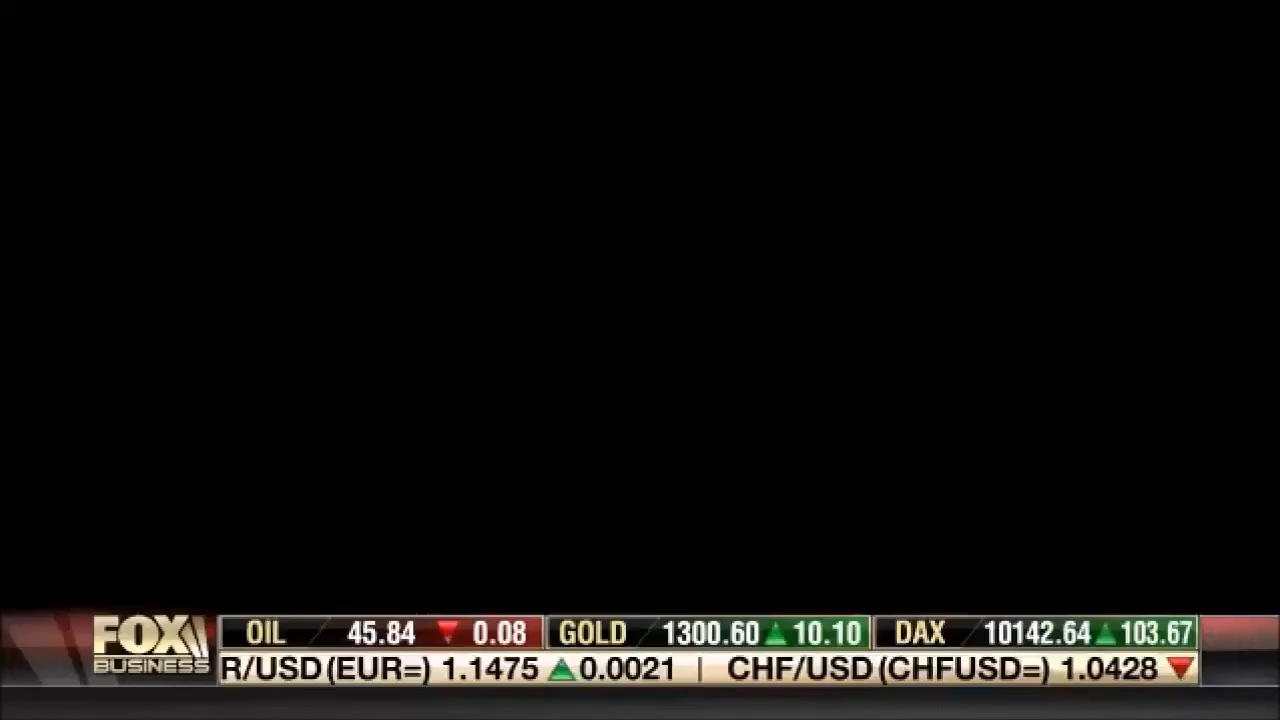 FOX BUSINESS
OIL 45.84 ▼ 0.08 GOLD 1300.60 ▲ 10.10 DAX 10142.64 ▲ 103.67
R/USD (EUR=) 1.1475 ▲ 0.0021 | CHF/USD (CHFUSD=) 1.0428 ▼